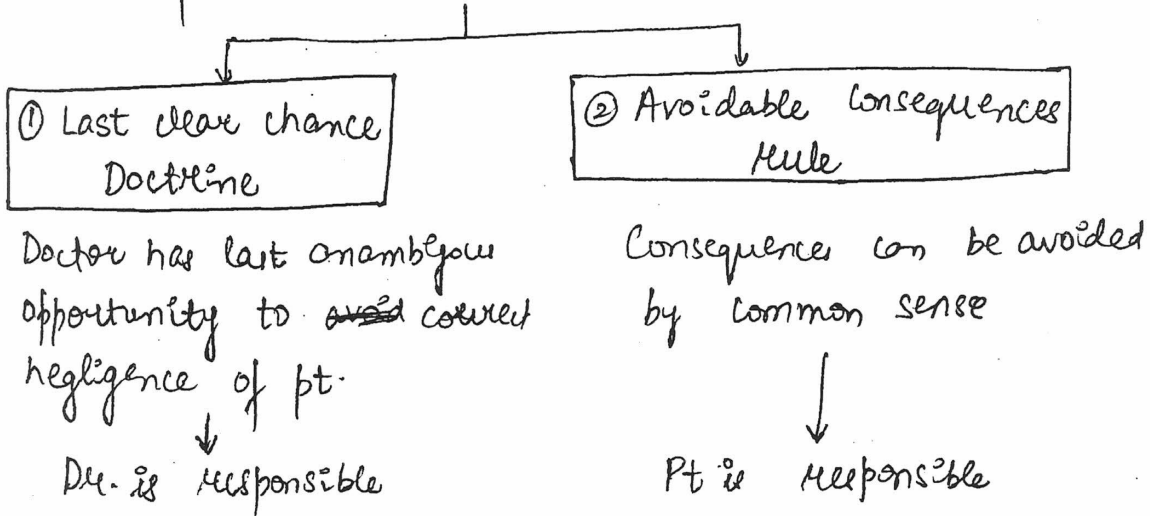 ① Last clear chance
Doctrine
Doctor has last onambigous
opportunity to avoid correct
negligence of pt.
Dr. is responsible
② Avoidable Consequences
Rule
Consequences can be avoided
by common sense
Pt is responsible